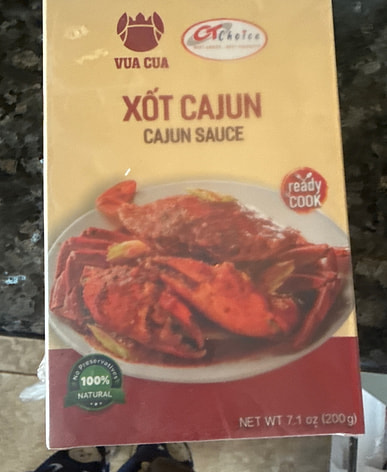 VUA CUA
CT Choice
XỐT CAJUN
CAJUN SAUCE
ready
COOK
No Preservatives
100%
NATURAL
NET WT 7.1 oz (200g)